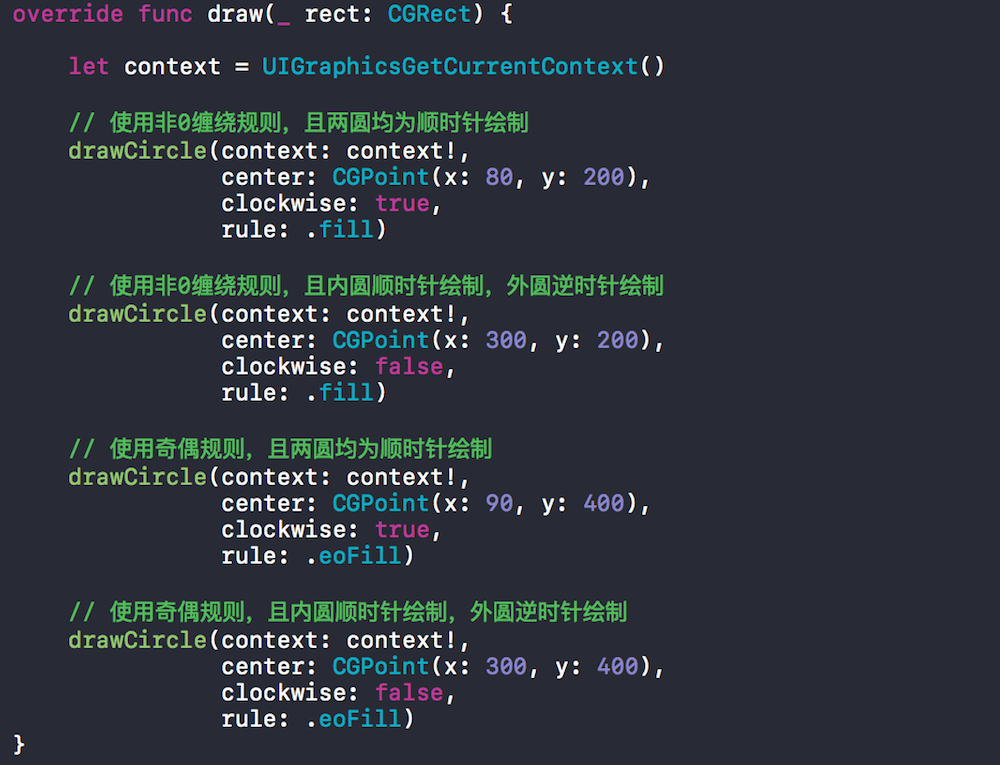 override func draw(_ rect: CGRect) {
let context = UIGraphicsGetCurrentContext()
// 使用非0缠绕规则，且两圆均为顺时针绘制
drawCircle(context: context!,
center: CGPoint(x: 80, y: 200),
clockwise: true,
rule: .fill)
// 使用非0缠绕规则，且内圆顺时针绘制，外圆逆时针绘制
drawCircle(context: context!,
center: CGPoint(x: 300, y: 200),
clockwise: false,
rule: .fill)
// 使用奇偶规则，且两圆均为顺时针绘制
drawCircle(context: context!,
center: CGPoint(x: 90, y: 400),
clockwise: true,
rule: .eoFill)
// 使用奇偶规则，且内圆顺时针绘制，外圆逆时针绘制
drawCircle(context: context!,
center: CGPoint(x: 300, y: 400),
clockwise: false,
rule: .eoFill)
}